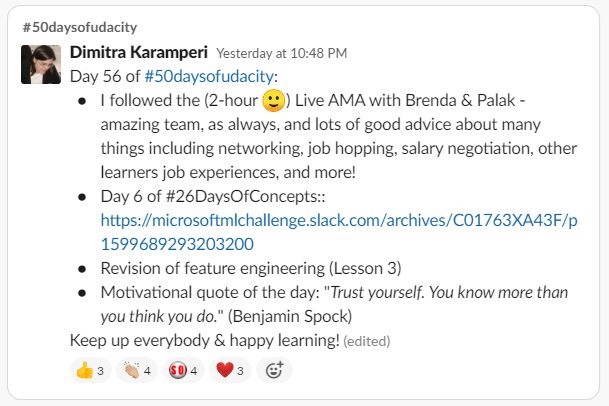 #50daysofudacity
Dimitra Karamperi Yesterday at 10:48 PM
Day 56 of #50daysofudacity:
• I followed the (2-hour 🙂) Live AMA with Brenda & Palak -
amazing team, as always, and lots of good advice about many
things including networking, job hopping, salary negotiation, other
learners job experiences, and more!
• Day 6 of #26DaysOfConcepts::
https://microsoftmlchallenge.slack.com/archives/C01763XA43F/p
1599689293203200
• Revision of feature engineering (Lesson 3)
• Motivational quote of the day: "Trust yourself. You know more than
you think you do." (Benjamin Spock)
Keep up everybody & happy learning! (edited)
👍 3 👏 4 50 4 ❤️ 3